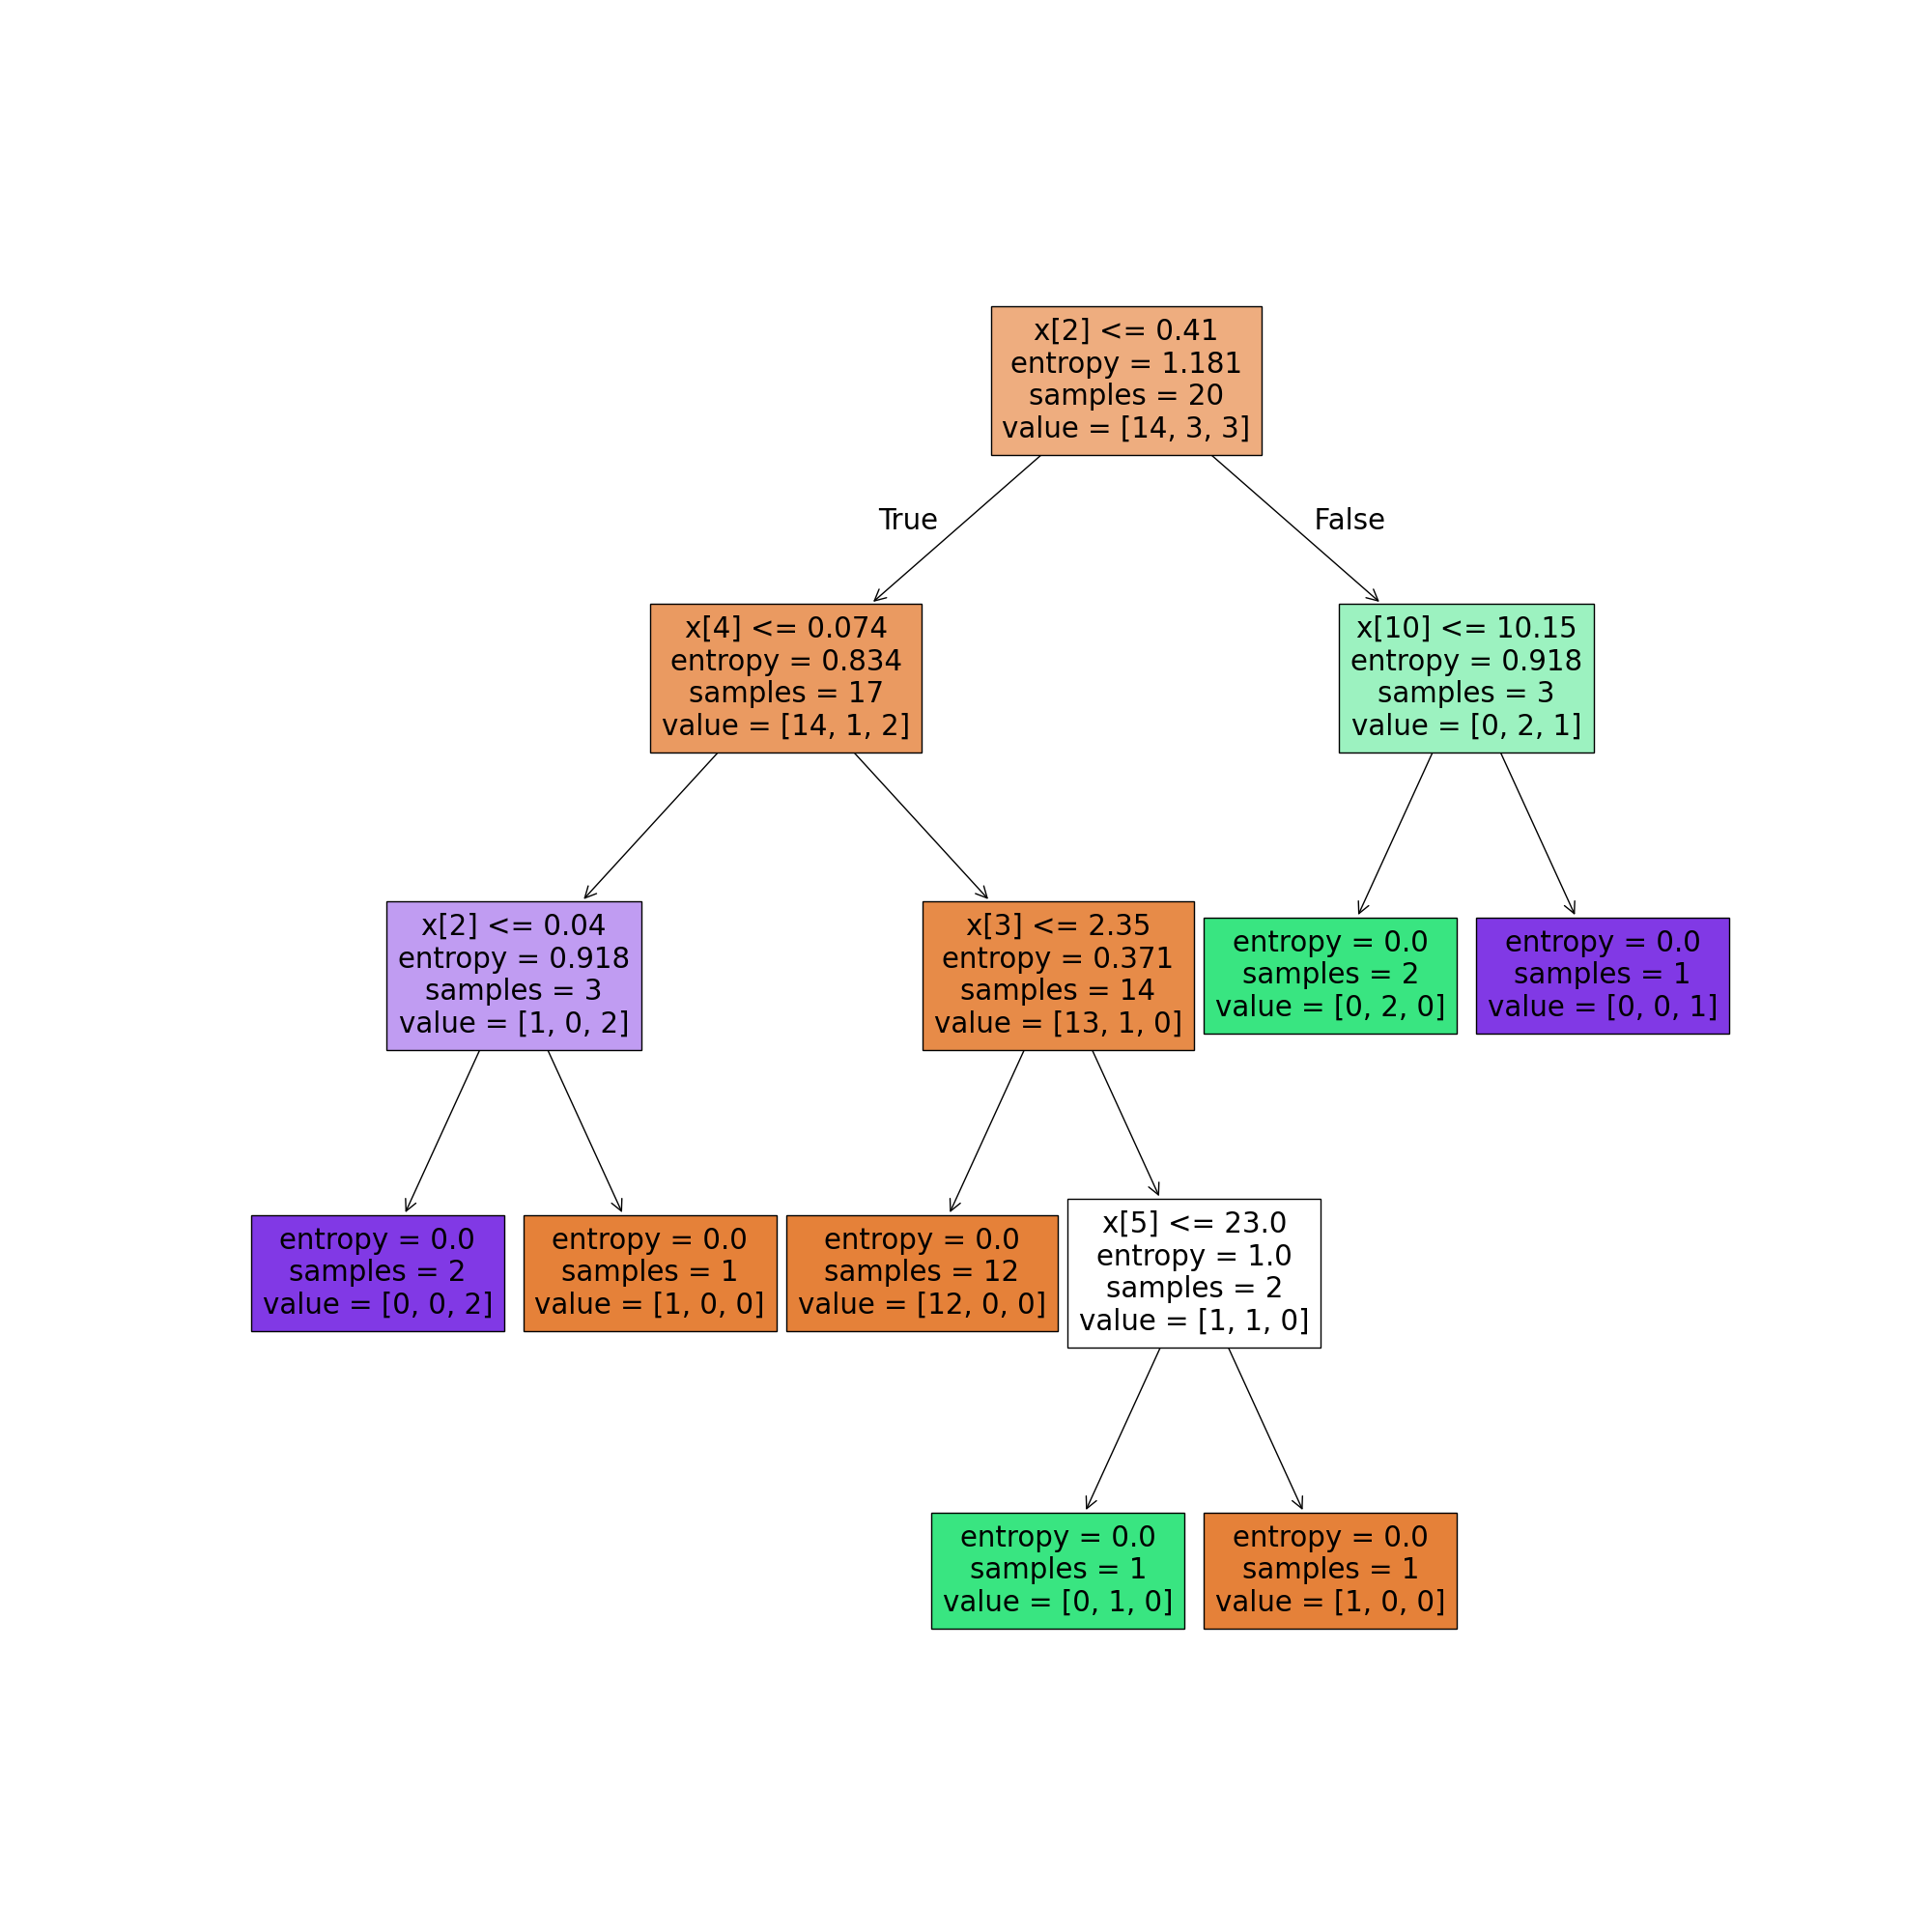 x[2] <= 0.41
entropy = 1.181
samples = 20
value = [14, 3, 3]
True
False
x[4] <= 0.074
entropy = 0.834
samples = 17
value = [14, 1, 2]
x[10] <= 10.15
entropy = 0.918
samples = 3
value = [0, 2, 1]
x[2] <= 0.04
entropy = 0.918
samples = 3
value = [1, 0, 2]
x[3] <= 2.35
entropy = 0.371
samples = 14
value = [13, 1, 0]
entropy = 0.0
samples = 2
value = [0, 2, 0]
entropy = 0.0
samples = 1
value = [0, 0, 1]
entropy = 0.0
samples = 2
value = [0, 0, 2]
entropy = 0.0
samples = 1
value = [1, 0, 0]
entropy = 0.0
samples = 12
value = [12, 0, 0]
x[5] <= 23.0
entropy = 1.0
samples = 2
value = [1, 1, 0]
entropy = 0.0
samples = 1
value = [0, 1, 0]
entropy = 0.0
samples = 1
value = [1, 0, 0]